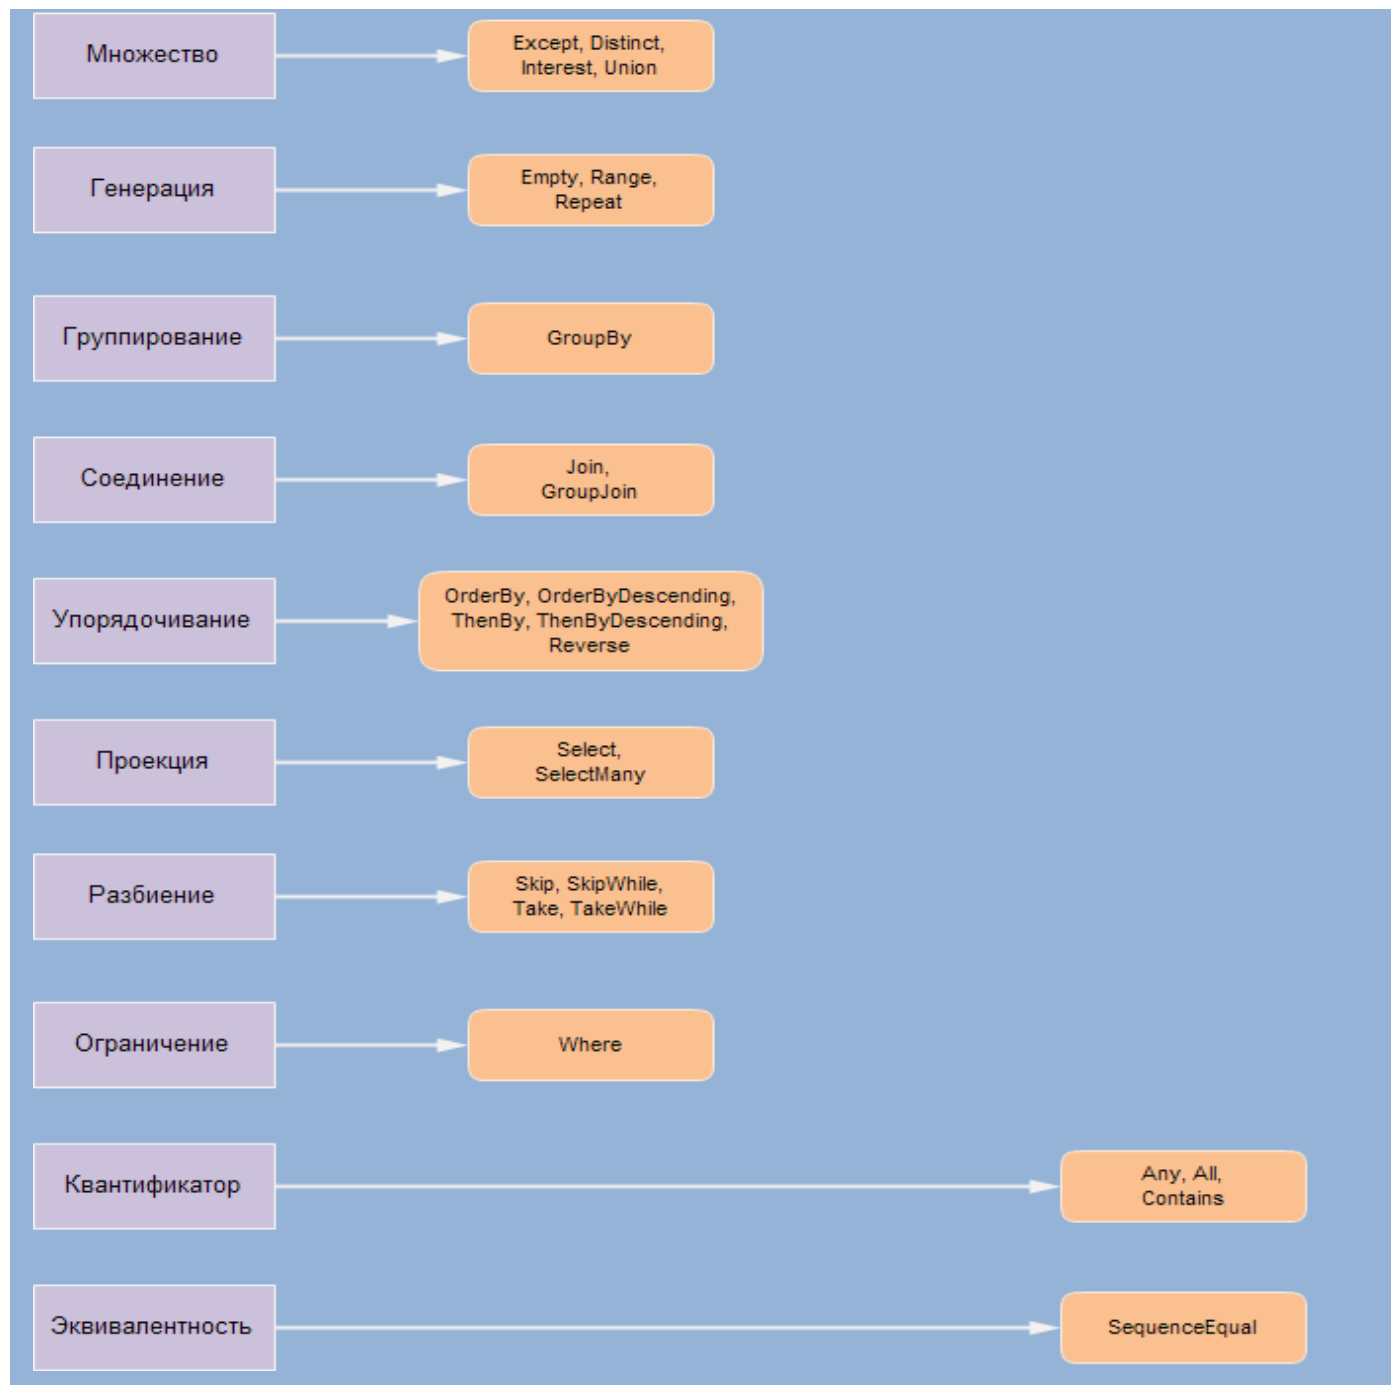 Множество
Except, Distinct,
Interest, Union
Генерация
Empty, Range,
Repeat
Группирование
GroupBy
Соединение
Join,
GroupJoin
Упорядочивание
OrderBy, OrderByDescending,
ThenBy, ThenByDescending,
Reverse
Проекция
Select,
SelectMany
Разбиение
Skip, SkipWhile,
Take, TakeWhile
Ограничение
Where
Квантификатор
Any, All,
Contains
Эквивалентность
SequenceEqual